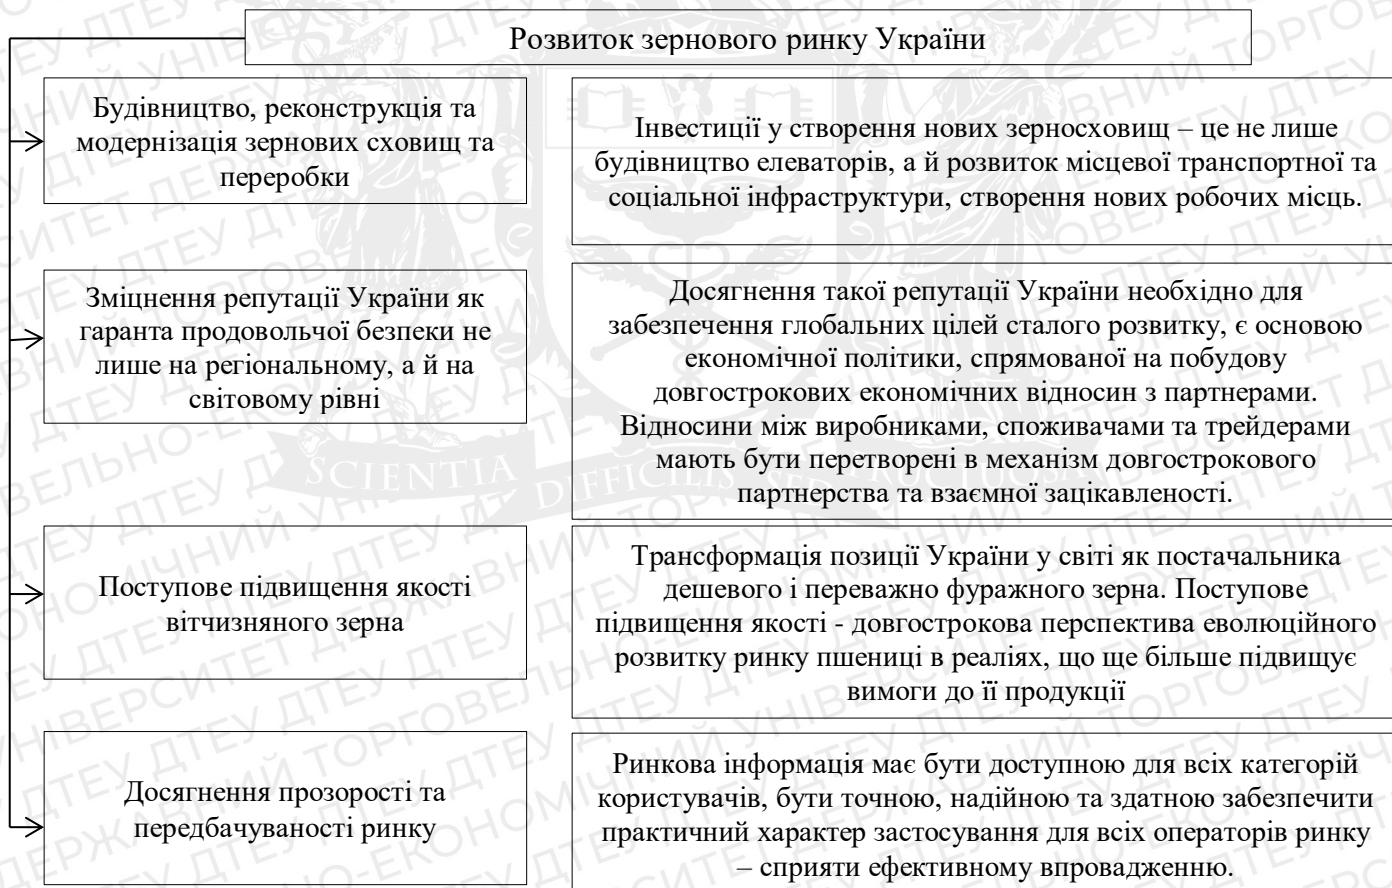 Розвиток зернового ринку України
Будівництво, реконструкція та
модернізація зернових сховищ та
переробки
Інвестиції у створення нових зерносховищ – це не лише
будівництво елеваторів, а й розвиток місцевої транспортної та
соціальної інфраструктури, створення нових робочих місць.
Зміцнення репутації України як
гаранта продовольчої безпеки не
лише на регіональному, а й на
світовому рівні
Досягнення такої репутації України необхідно для
забезпечення глобальних цілей сталого розвитку, є основою
економічної політики, спрямованої на побудову
довгострокових економічних відносин з партнерами.
Відносини між виробниками, споживачами та трейдерами
мають бути перетворені в механізм довгострокового
партнерства та взаємної зацікавленості.
Поступове підвищення якості
вітчизняного зерна
Трансформація позиції України у світі як постачальника
дешевого і переважно фуражного зерна. Поступове
підвищення якості - довгострокова перспектива еволюційного
розвитку ринку пшениці в реаліях, що ще більше підвищує
вимоги до її продукції
Досягнення прозорості та
передбачуваності ринку
Ринкова інформація має бути доступною для всіх категорій
користувачів, бути точною, надійною та здатною забезпечити
практичний характер застосування для всіх операторів ринку
– сприяти ефективному впровадженню.
SCIENTIA DIFFICILIS SED FRUCTUOSA